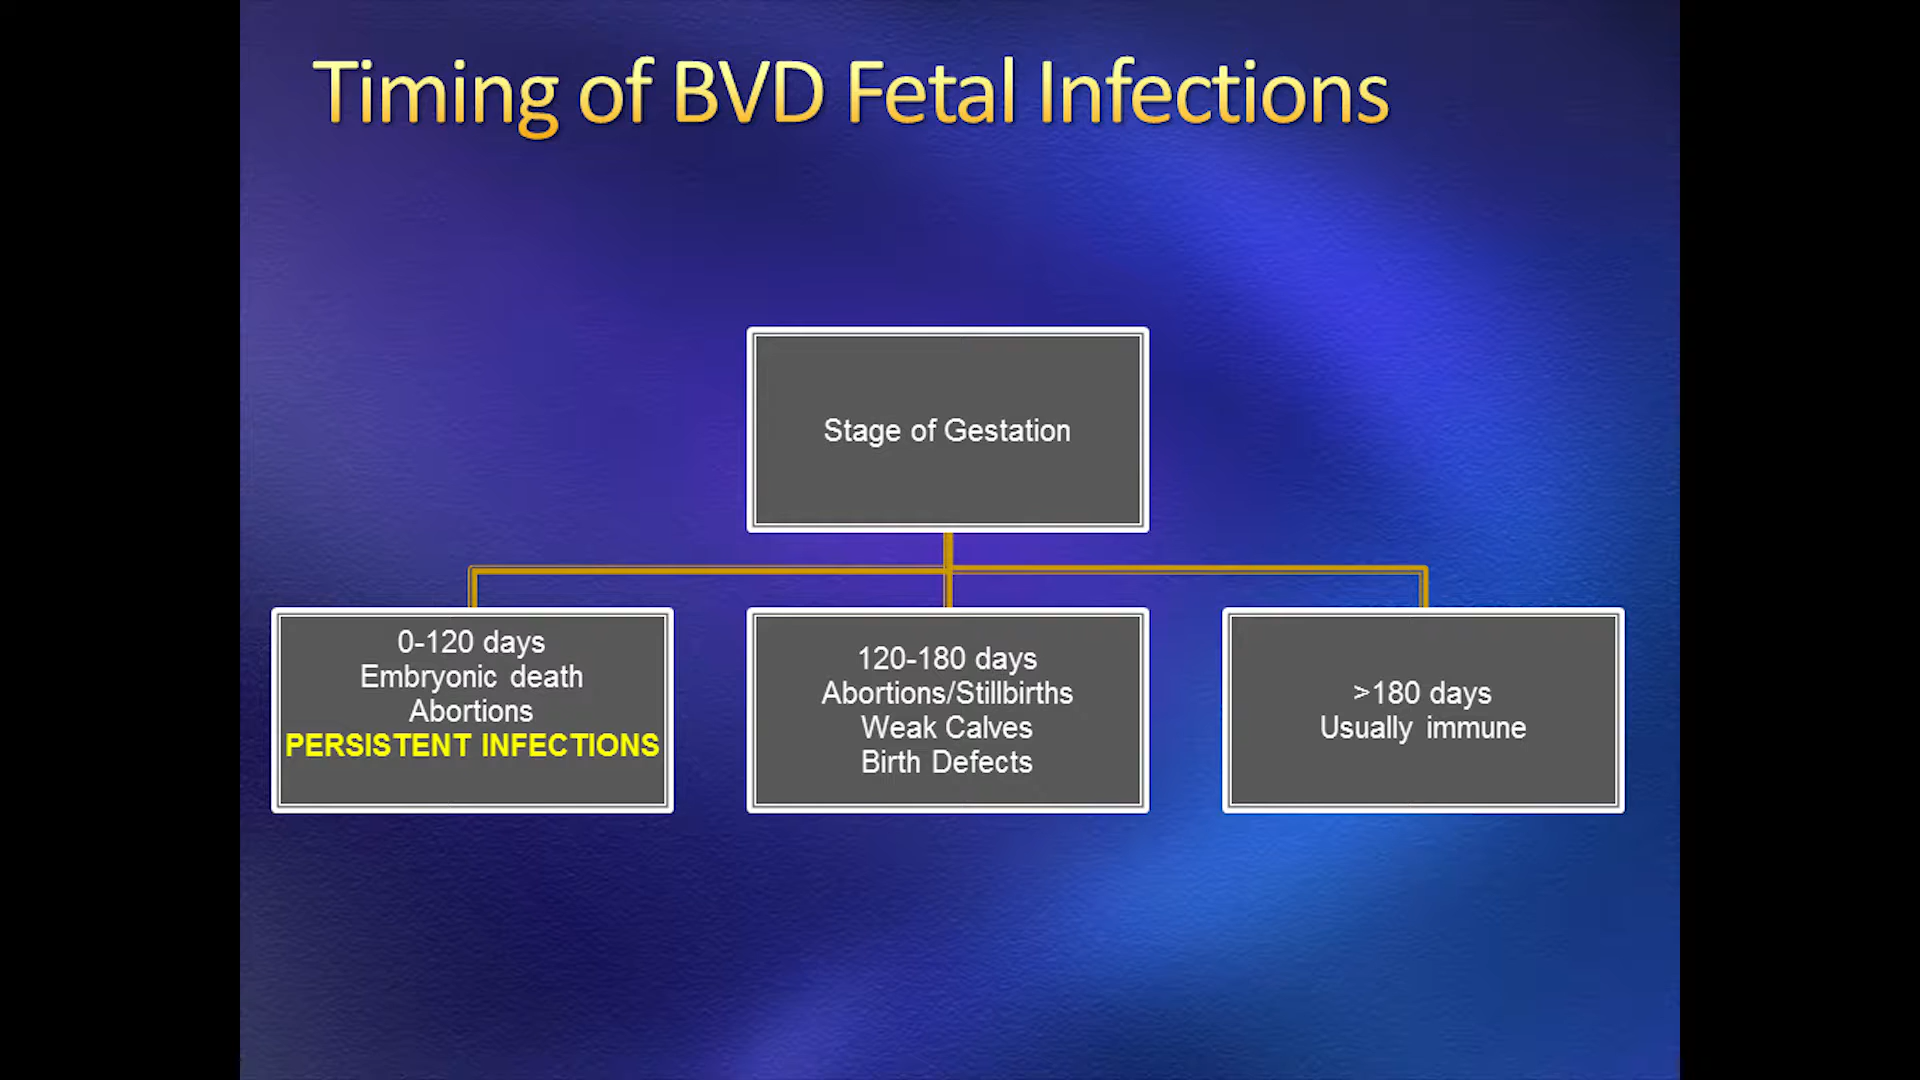 Timing of BVD Fetal Infections
Stage of Gestation
0-120 days
Embryonic death
Abortions
PERSISTENT INFECTIONS
120-180 days
Abortions/Stillbirths
Weak Calves
Birth Defects
>180 days
Usually immune